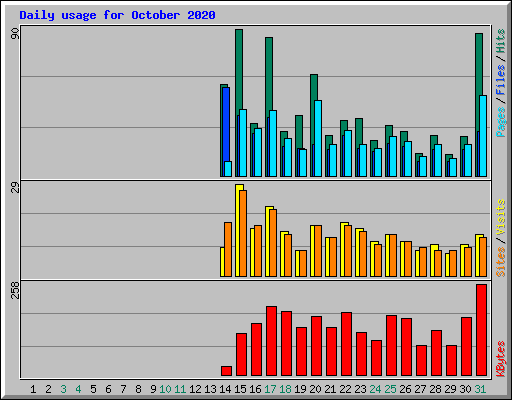 Daily usage for October 2020
90
Pages / Files / Hits
29
Sites / Visits
258
KBytes
1 2 3 4 5 6 7 8 9 10 11 12 13 14 15 16 17 18 19 20 21 22 23 24 25 26 27 28 29 30 31